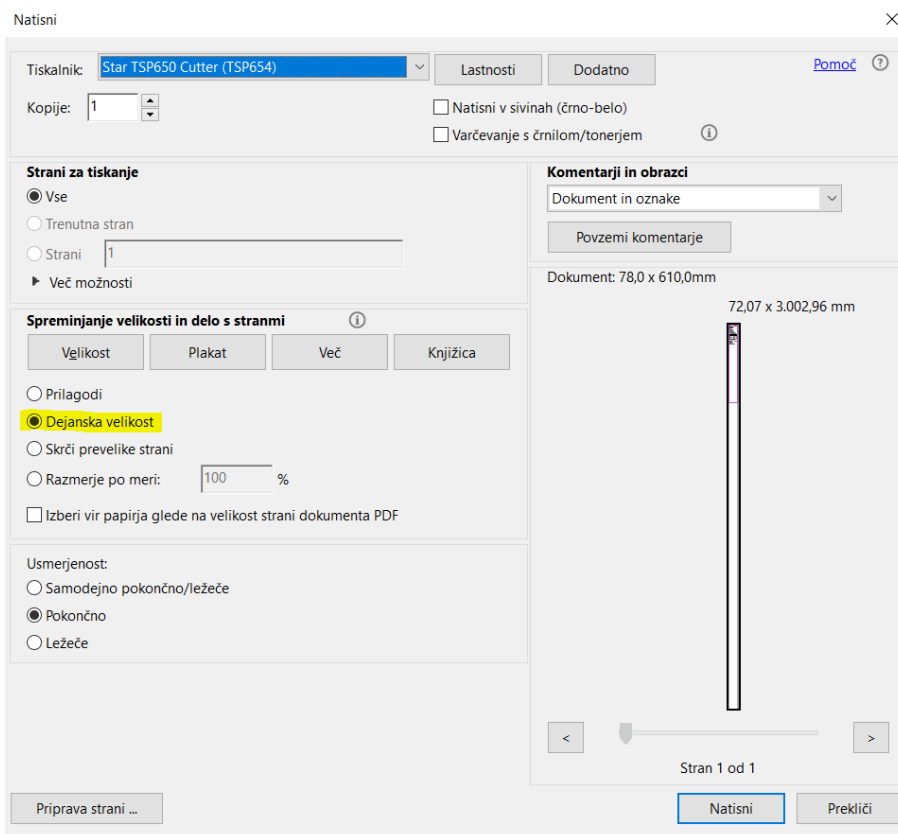 Natisni
Tiskalnik: Star TSP650 Cutter (TSP654) Lastnosti Dodatno Pomoč ?
Kopije: 1 Natisni v sivinah (črno-belo)
Varčevanje s črnilom/tonerjem i
Strani za tiskanje
Vse
Trenutna stran
Strani 1
Več možnosti
Spreminjanje velikosti in delo s stranmi i
Velikost Plakat Več Knjižica
Prilagodi
Dejanska velikost
Skrči prevelike strani
Razmerje po meri: 100 %
Izberi vir papirja glede na velikost strani dokumenta PDF
Usmerjenost:
Samodejno pokončno/ležeče
Pokončno
Ležeče
Komentarji in obrazci
Dokument in oznake
Povzemi komentarje
Dokument: 78,0 x 610,0mm
72,07 x 3.002,96 mm
< >
Stran 1 od 1
Priprava strani ... Natisni Prekliči